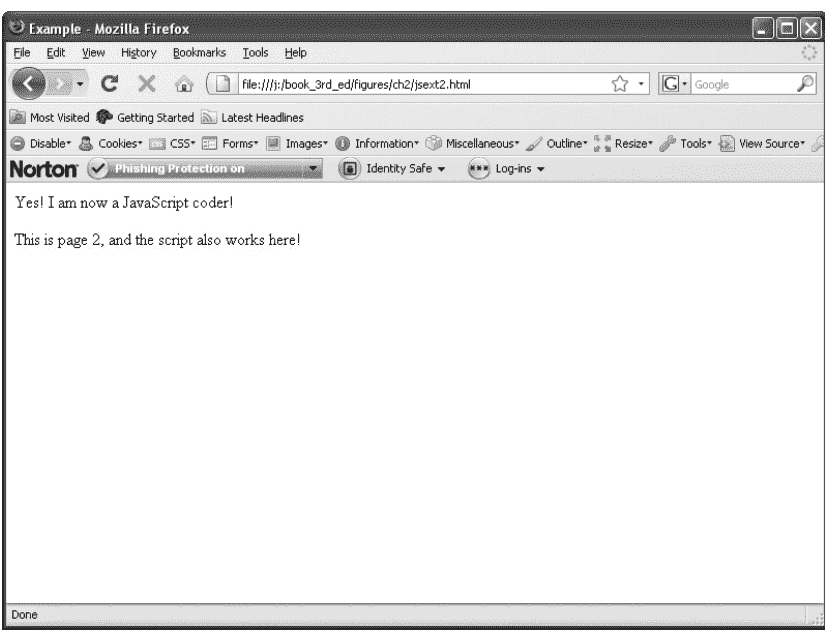 Example - Mozilla Firefox
File Edit View History Bookmarks Tools Help
file:///j:/book_3rd_ed/figures/ch2/jsext2.html G Google
Most Visited Getting Started Latest Headlines
Disable Cookies CSS Forms Images Information Miscellaneous Outline Resize Tools View Source
Norton Phishing Protection on Identity Safe Log-ins
Yes! I am now a JavaScript coder!
This is page 2, and the script also works here!
Done